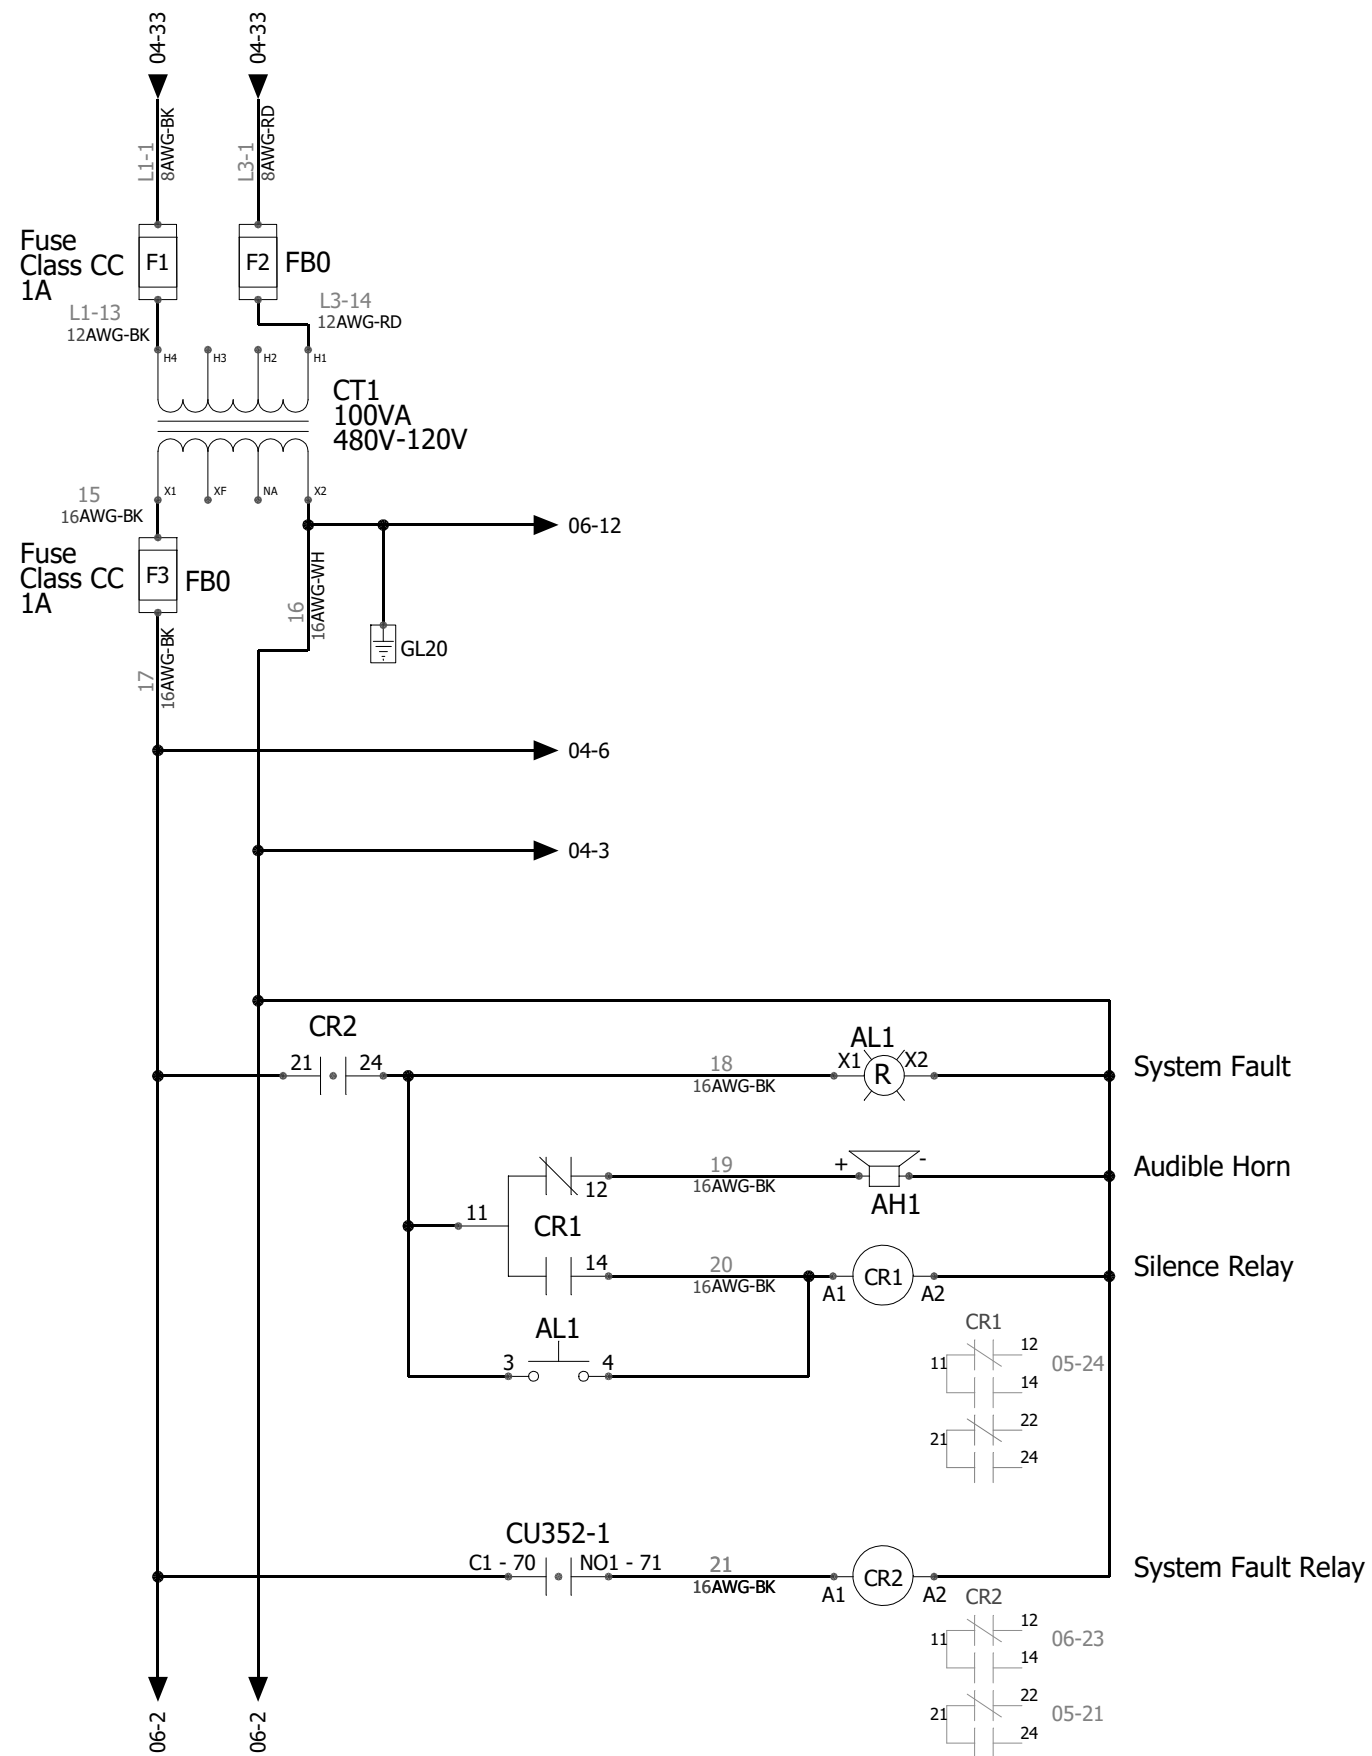 04-33
04-33
L1-1
8AWG-BK
L3-1
8AWG-RD
Fuse
Class CC
1A
F1
F2
FB0
L1-13
12AWG-BK
L3-14
12AWG-RD
H4
H3
H2
H1
CT1
100VA
480V-120V
X1
XF
NA
X2
15
16AWG-BK
06-12
Fuse
Class CC
1A
F3
FB0
16
16AWG-WH
GL20
17
16AWG-BK
04-6
04-3
CR2
21
24
18
16AWG-BK
AL1
X1
R
X2
System Fault
12
19
16AWG-BK
+
-
AH1
Audible Horn
11
CR1
14
20
16AWG-BK
A1
CR1
A2
Silence Relay
AL1
3
4
CR1
11
12
14
05-24
21
22
24
CU352-1
C1 - 70
NO1 - 71
21
16AWG-BK
A1
CR2
A2
System Fault Relay
CR2
11
12
14
06-23
21
22
24
05-21
06-2
06-2